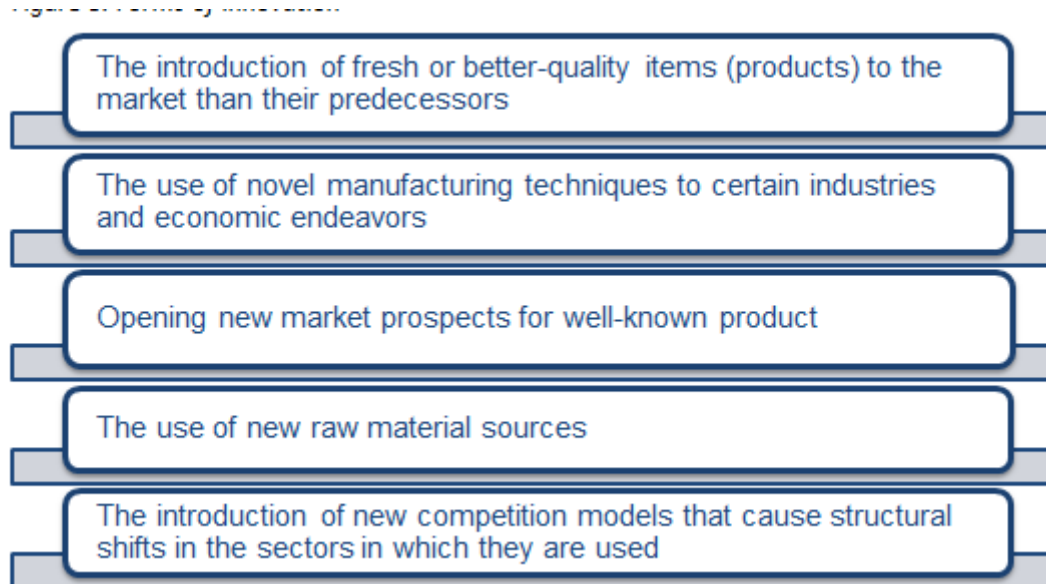 The introduction of fresh or better-quality items (products) to the
market than their predecessors
The use of novel manufacturing techniques to certain industries
and economic endeavors
Opening new market prospects for well-known product
The use of new raw material sources
The introduction of new competition models that cause structural
shifts in the sectors in which they are used